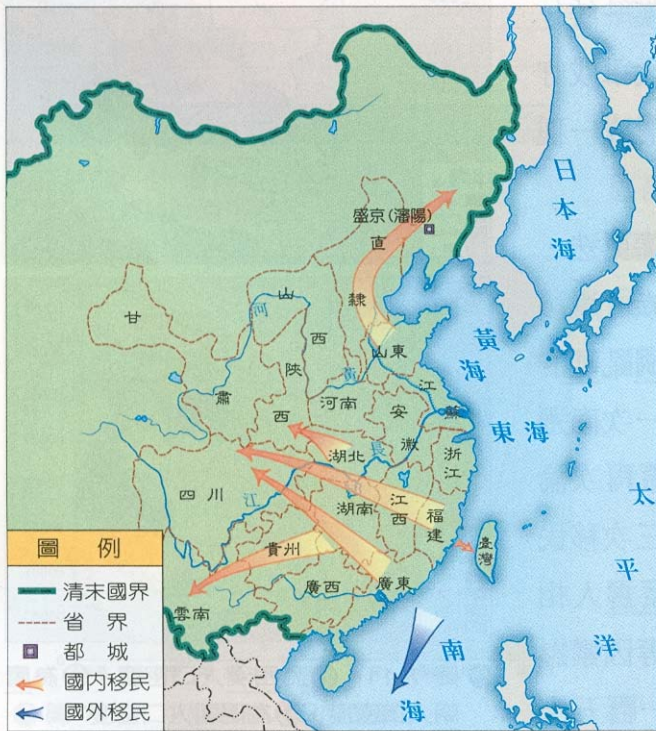 日本海
盛京(瀋陽)
直隸
山西
甘肅
河
陝西
山東
黃
黃海
河南
江蘇
安徽
東海
湖北
長
浙江
四川
江
湖南
江西
福建
太平洋
臺灣
貴州
廣西
廣東
雲南
南海
圖例
清末國界
省界
都城
國內移民
國外移民